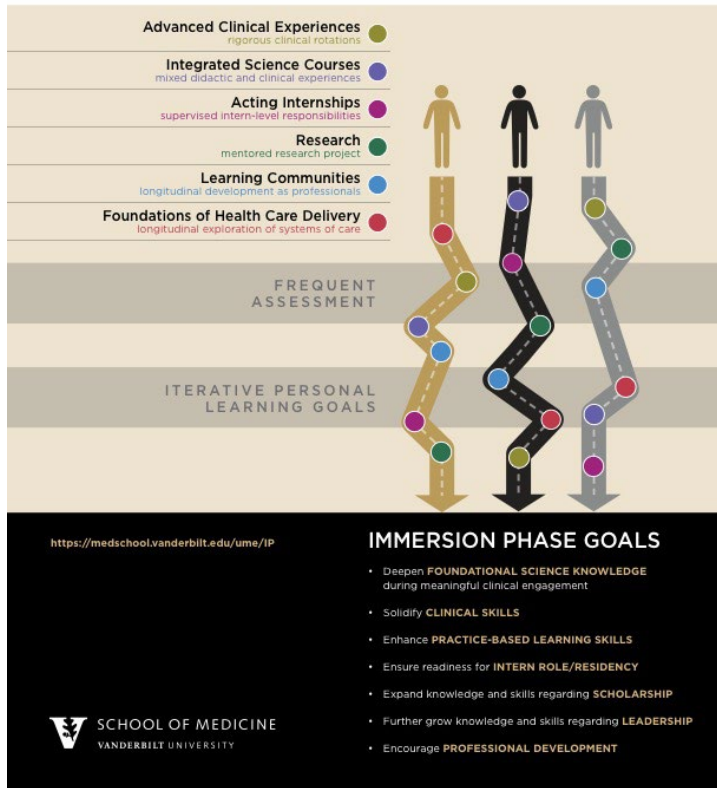 Advanced Clinical Experiences
rigorous clinical rotations
Integrated Science Courses
mixed didactic and clinical experiences
Acting Internships
supervised intern-level responsibilities
Research
mentored research project
Learning Communities
longitudinal development as professionals
Foundations of Health Care Delivery
longitudinal exploration of systems of care
FREQUENT
ASSESSMENT
ITERATIVE PERSONAL
LEARNING GOALS
https://medschool.vanderbilt.edu/ume/IP
IMMERSION PHASE GOALS
• Deepen FOUNDATIONAL SCIENCE KNOWLEDGE
during meaningful clinical engagement
• Solidify CLINICAL SKILLS
• Enhance PRACTICE-BASED LEARNING SKILLS
• Ensure readiness for INTERN ROLE/RESIDENCY
• Expand knowledge and skills regarding SCHOLARSHIP
• Further grow knowledge and skills regarding LEADERSHIP
• Encourage PROFESSIONAL DEVELOPMENT
V SCHOOL OF MEDICINE
VANDERBILT UNIVERSITY